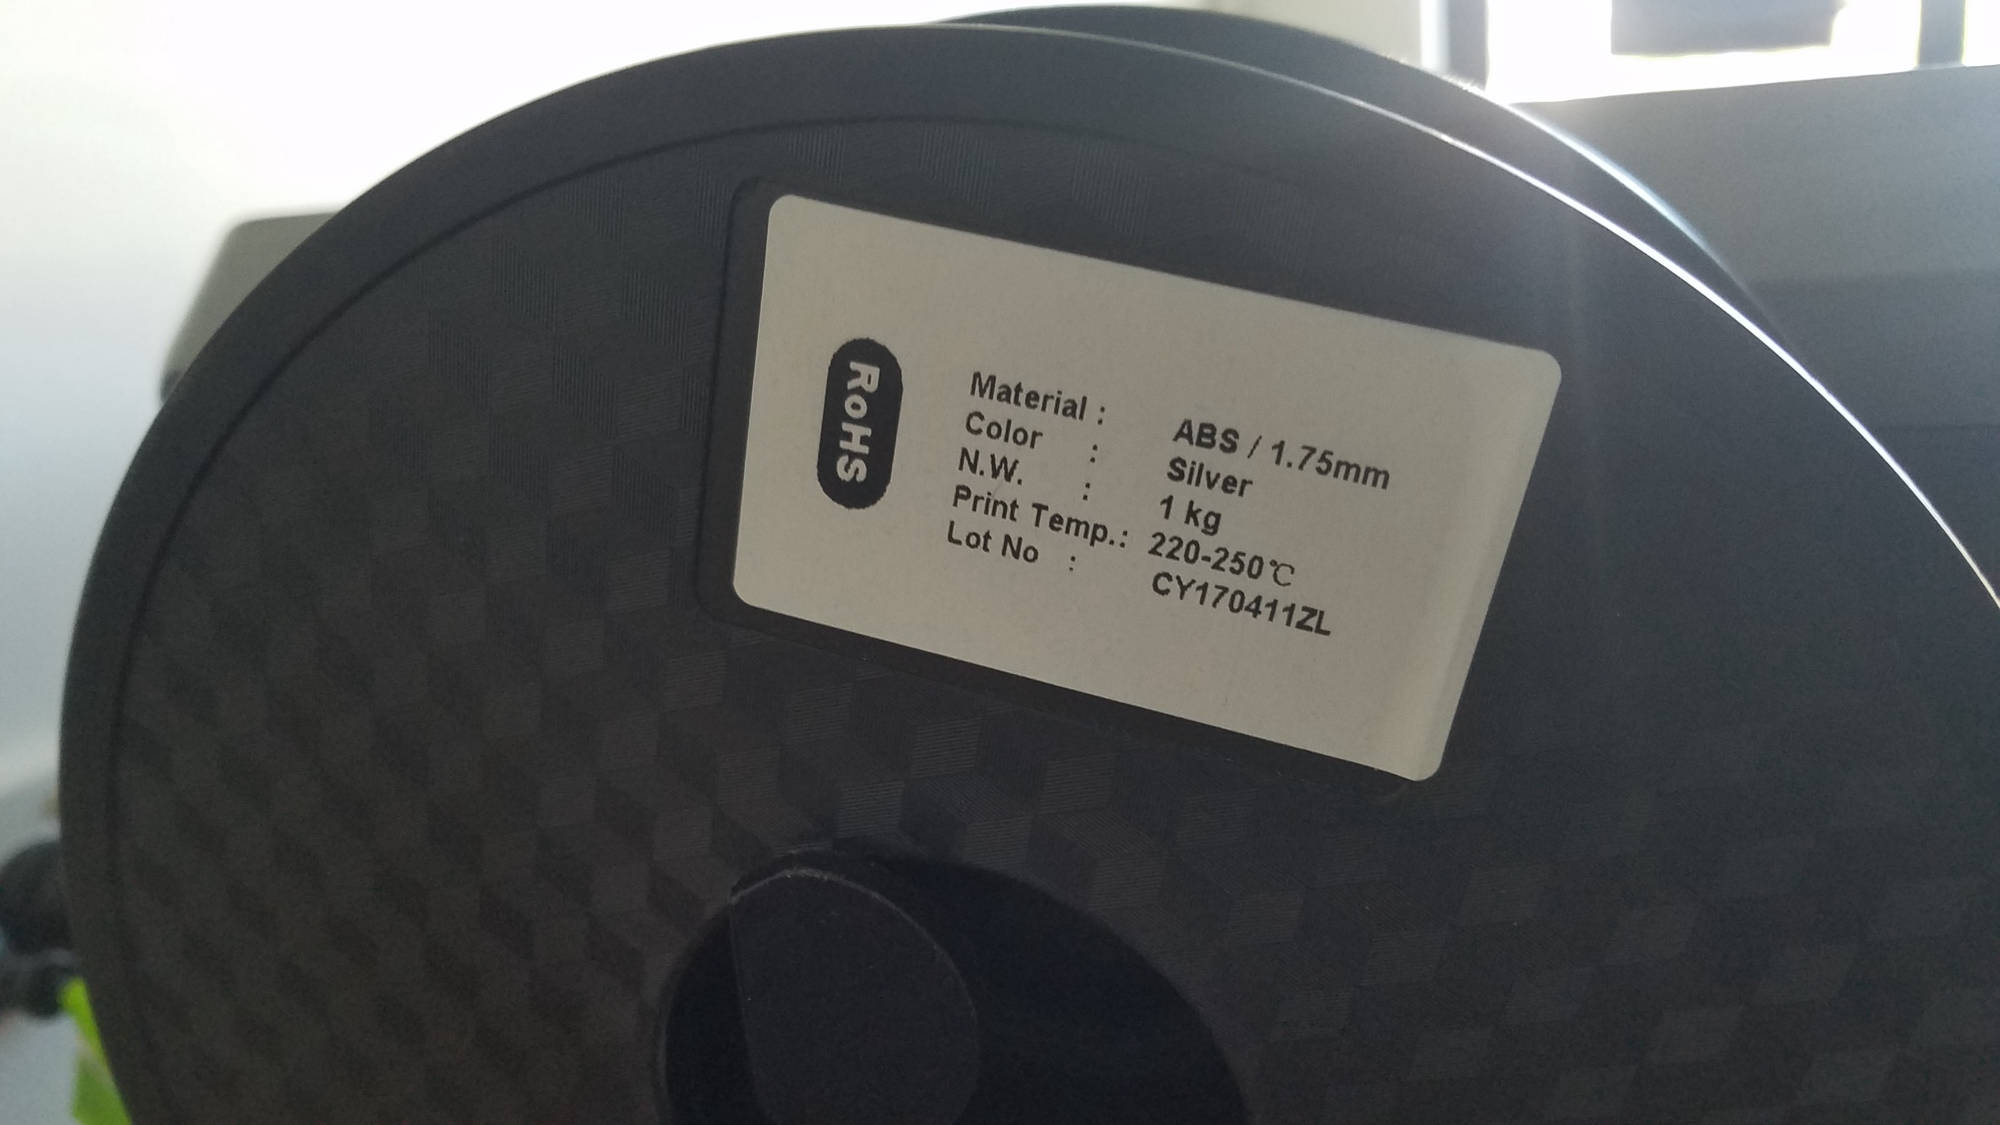 RoHS
Material : ABS / 1.75mm
Color : Silver
N.W. : 1 kg
Print Temp.: 220-250℃
Lot No : CY170411ZL